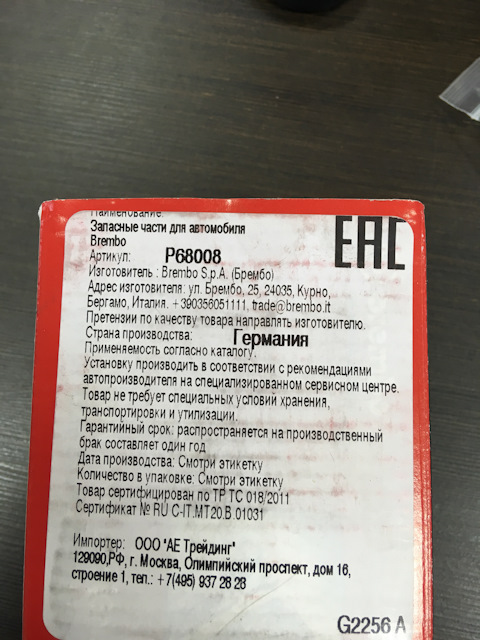 Наименование:
Запасные части для автомобиля
Brembo
EAC
Артикул: P68008
Изготовитель : Brembo S.p.A. (Брембо)
Адрес изготовителя: ул. Брембо, 25, 24035, Курно,
Бергамо, Италия. +390356051111, trade@brembo.it
Претензии по качеству товара направлять изготовителю.
Страна производства: Германия
Применяемость согласно каталогу.
Установку производить в соответствии с рекомендациями
автопроизводителя на специализированном сервисном центре.
Товар не требует специальных условий хранения,
транспортировки и утилизации.
Гарантийный срок: распространяется на производственный
брак составляет один год
Дата производства: Смотри этикетку
Количество в упаковке: Смотри этикетку
Товар сертифицирован по ТР ТС 018/2011
Сертификат № RU C-IT.MT20.B.01031
Импортер: ООО "АЕ Трейдинг"
129090,РФ, г. Москва, Олимпийский проспект, дом 16,
строение 1, тел.: +7(495) 937 28 28
G2256 A